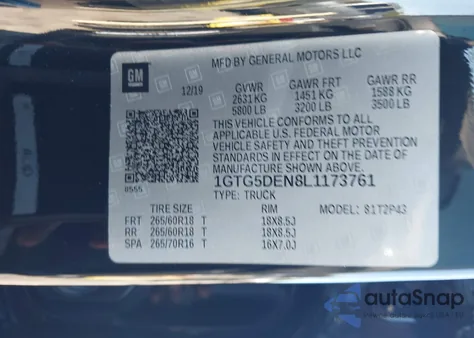 MFD BY GENERAL MOTORS LLC
GM
12/19
GVWR GAWR FRT GAWR RR
2631 KG 1451 KG 1588 KG
5800 LB 3200 LB 3500 LB
THIS VEHICLE CONFORMS TO ALL
APPLICABLE U.S. FEDERAL MOTOR
VEHICLE SAFETY AND THEFT PREVENTION
STANDARDS IN EFFECT ON THE DATE OF
MANUFACTURE SHOWN ABOVE.
8555
1GTG5DEN8L1173761
TYPE: TRUCK
TIRE SIZE RIM MODEL: 81T2P43
FRT 265/60R18 T 18X8.5J
RR 265/60R18 T 18X8.5J
SPA 265/70R16 T 16X7.0J
autoSnap